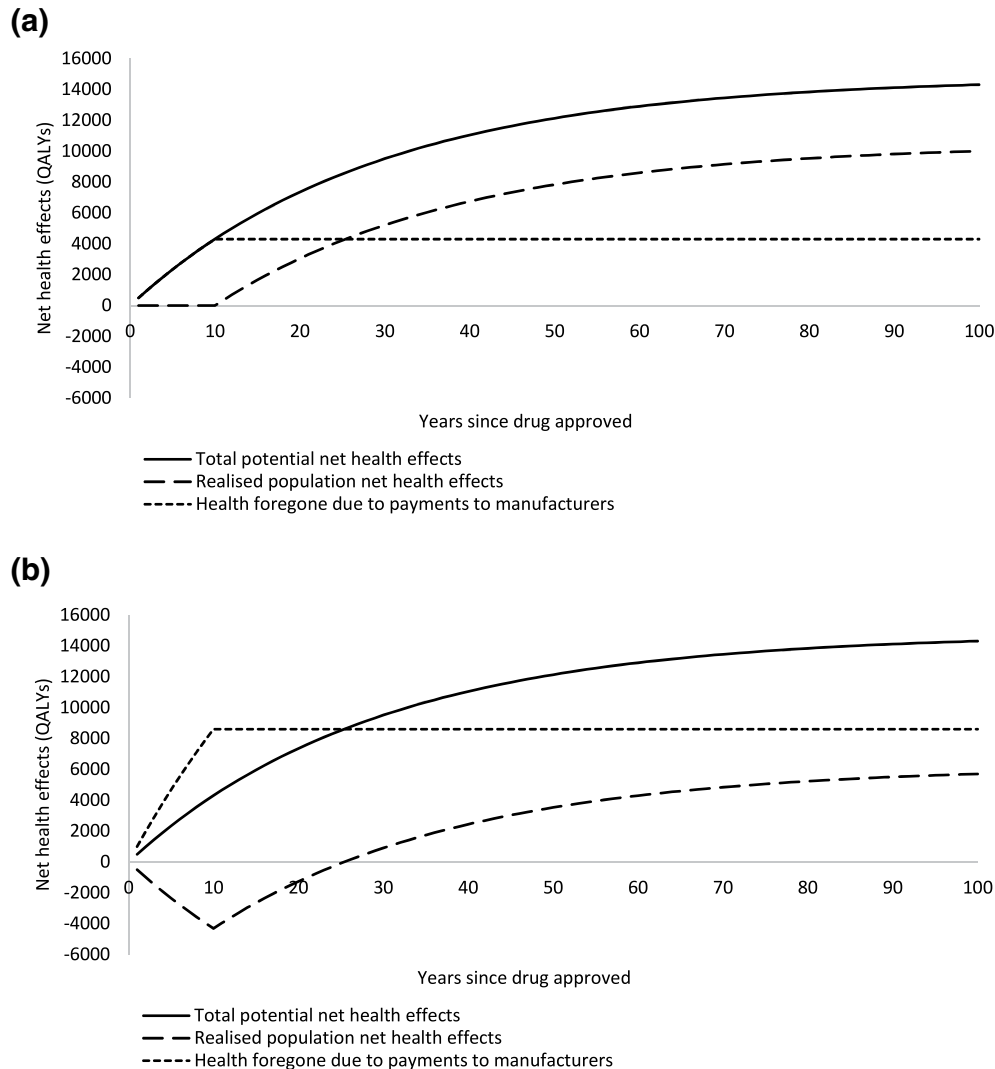 (a)
16000
14000
12000
10000
8000
6000
4000
2000
0
-2000
-4000
-6000
Net health effects (QALYs)
0 10 20 30 40 50 60 70 80 90 100
Years since drug approved
Total potential net health effects
Realised population net health effects
Health foregone due to payments to manufacturers
(b)
16000
14000
12000
10000
8000
6000
4000
2000
0
-2000
-4000
-6000
Net health effects (QALYs)
0 10 20 30 40 50 60 70 80 90 100
Years since drug approved
Total potential net health effects
Realised population net health effects
Health foregone due to payments to manufacturers